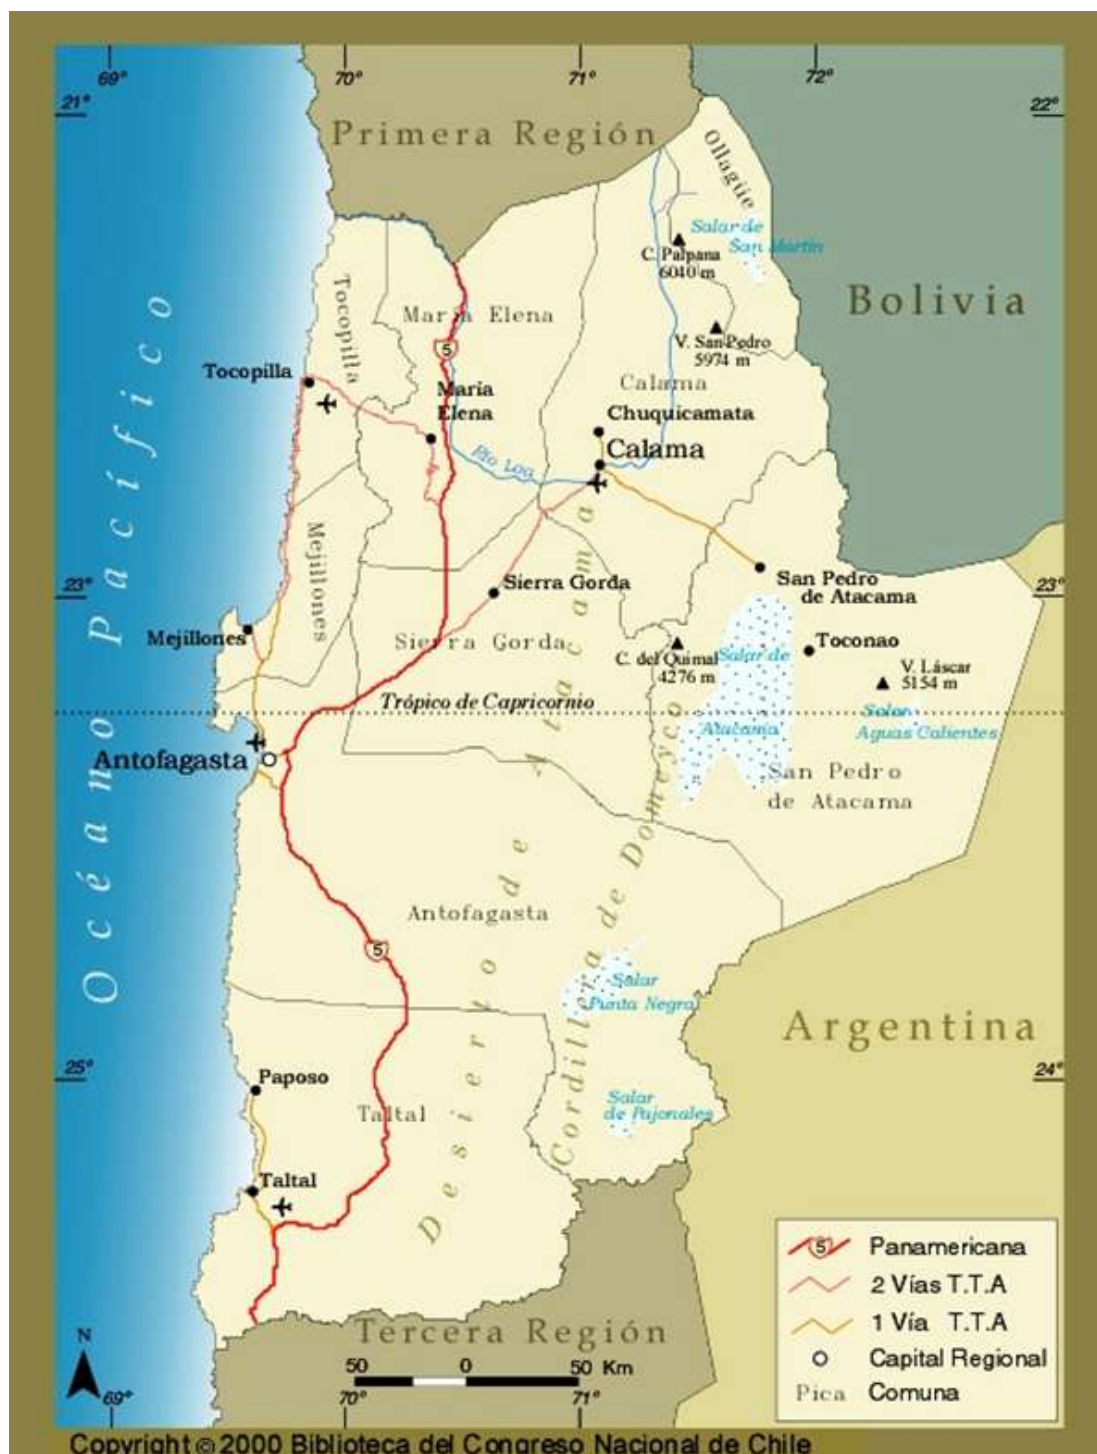 69°
70°
71°
72°
21°
22°
Primera Región
Ollagüe
Salar de
San Martín
C. Palpana
6040 m
Bolivia
Tocopilla
María Elena
5
V. San Pedro
5974 m
Tocopilla
Calama
María
Elena
Chuquicamata
Calama
Río Loa
Océano Pacífico
Mejillones
Sierra Gorda
San Pedro
de Atacama
23°
23°
Mejillones
Sierra Gorda
Toconao
C. del Quimal
4276 m
Salar de
Atacama
V. Láscar
5154 m
Trópico de Capricornio
Salar
Aguas Calientes
Antofagasta
San Pedro
de Atacama
Desierto de Atacama
Cordillera de Domeyco
Antofagasta
5
Salar
Punta Negra
Argentina
25°
24°
Paposo
Taltal
Salar
de Pajonales
Taltal
5 Panamericana
2 Vías T.T.A
1 Vía T.T.A
Capital Regional
Pica Comuna
Tercera Región
N
50 0 50 Km
69°
70°
71°
Copyright © 2000 Biblioteca del Congreso Nacional de Chile